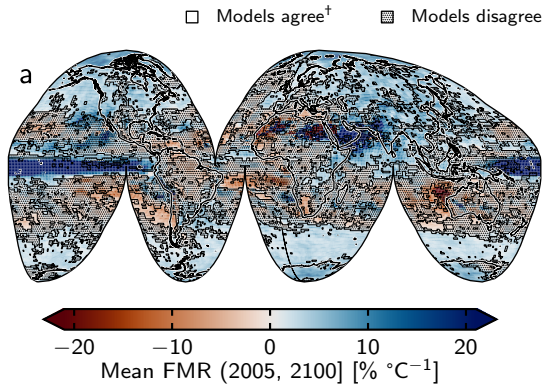 Models agree† Models disagree
a
−20 −10 0 10 20
Mean FMR (2005, 2100) [% °C⁻¹]